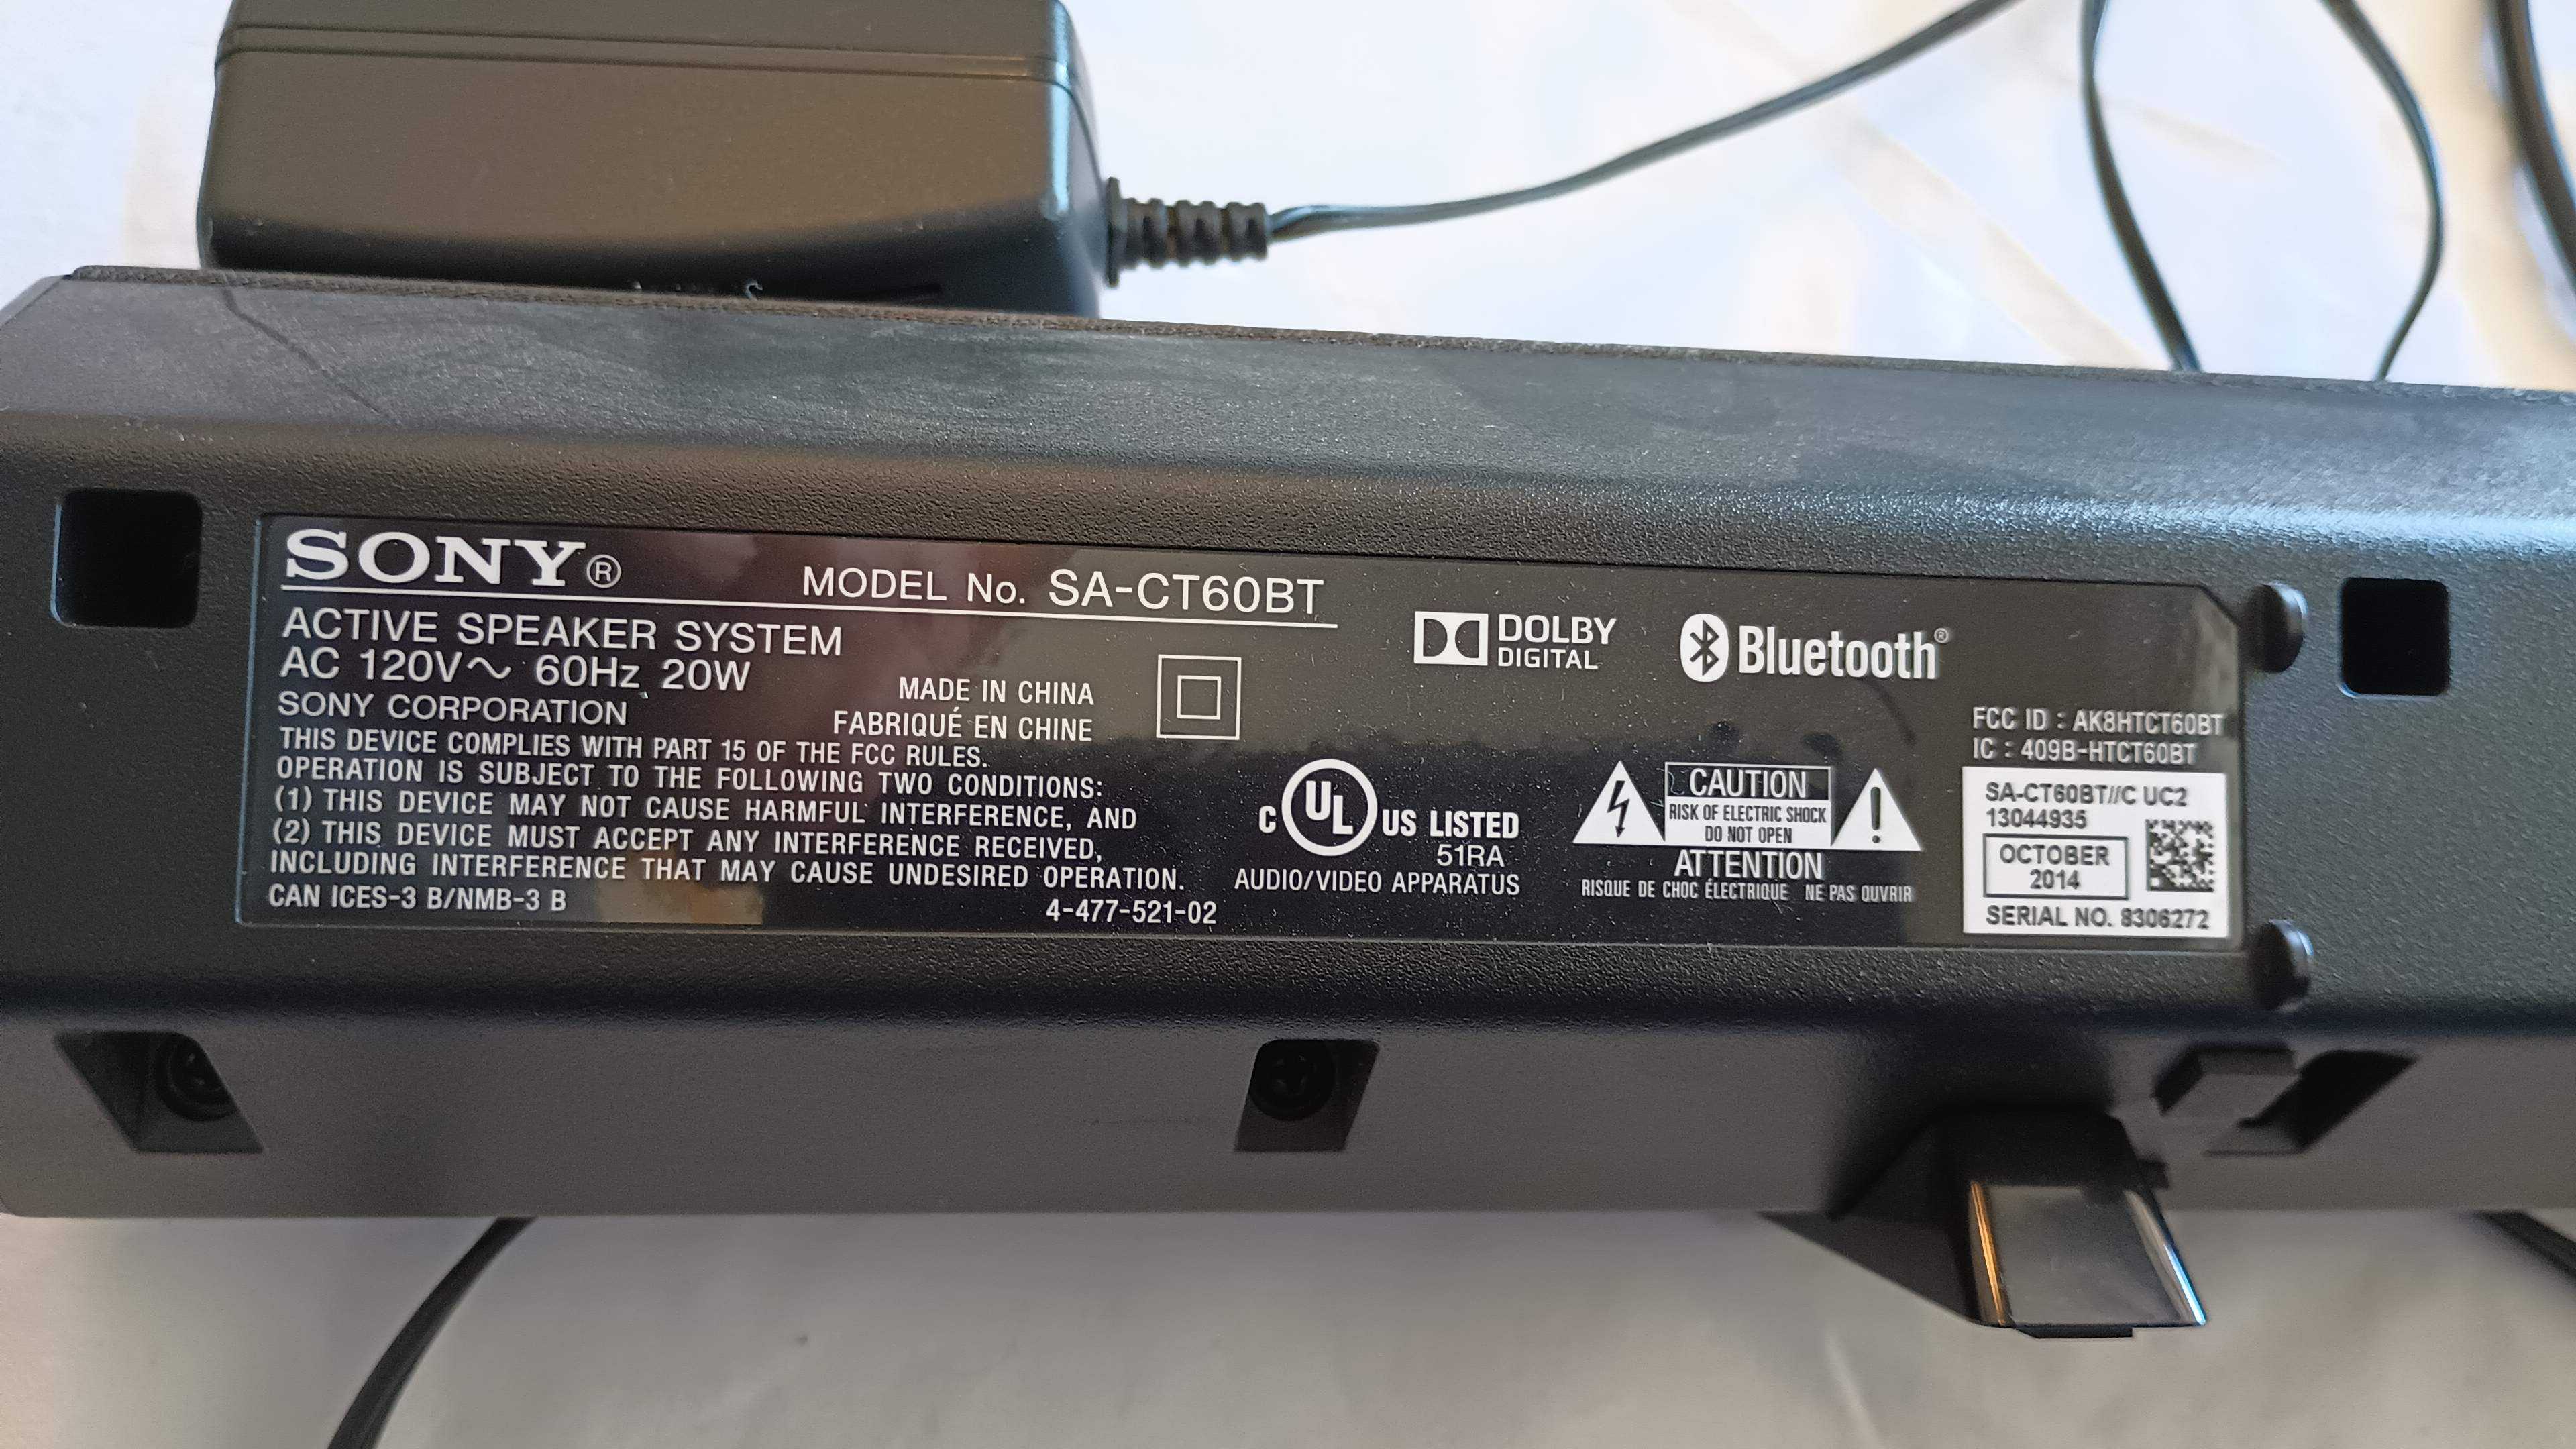 SONY®
MODEL No. SA-CT60BT
ACTIVE SPEAKER SYSTEM
AC 120V～ 60Hz 20W
SONY CORPORATION
MADE IN CHINA
FABRIQUÉ EN CHINE
THIS DEVICE COMPLIES WITH PART 15 OF THE FCC RULES.
OPERATION IS SUBJECT TO THE FOLLOWING TWO CONDITIONS:
(1) THIS DEVICE MAY NOT CAUSE HARMFUL INTERFERENCE, AND
(2) THIS DEVICE MUST ACCEPT ANY INTERFERENCE RECEIVED,
INCLUDING INTERFERENCE THAT MAY CAUSE UNDESIRED OPERATION.
CAN ICES-3 B/NMB-3 B
4-477-521-02
DOLBY
DIGITAL
Bluetooth®
C UL US LISTED
51RA
AUDIO/VIDEO APPARATUS
CAUTION
RISK OF ELECTRIC SHOCK
DO NOT OPEN
ATTENTION
RISQUE DE CHOC ÉLECTRIQUE NE PAS OUVRIR
FCC ID : AK8HTCT60BT
IC : 409B-HTCT60BT
SA-CT60BT//C UC2
13044935
OCTOBER
2014
SERIAL NO. 8306272